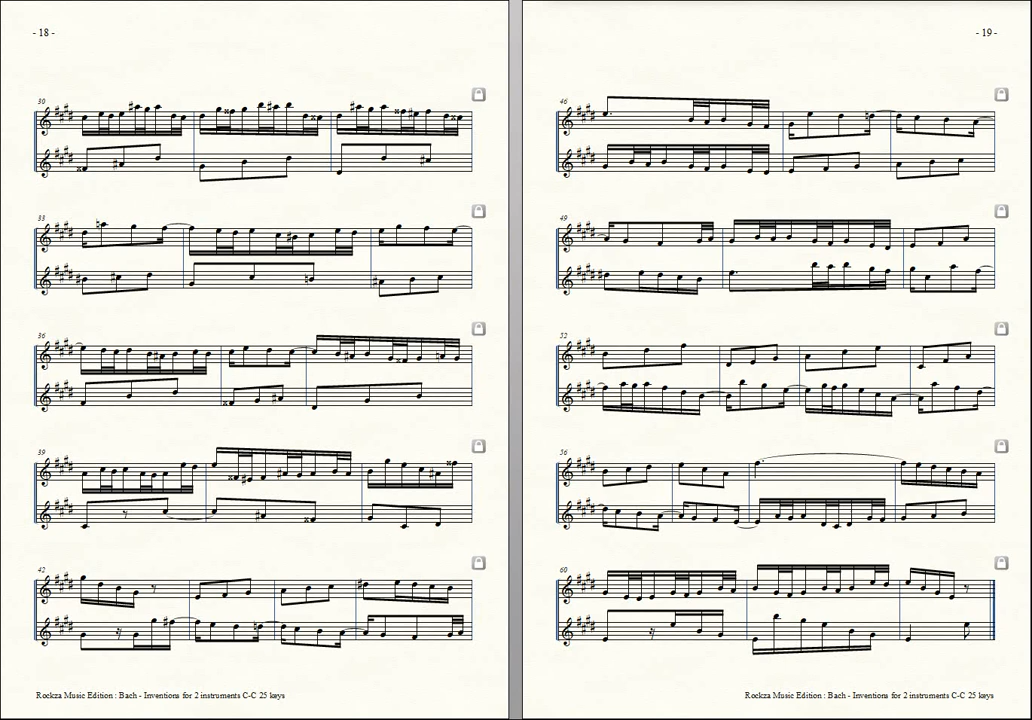 - 18 -
30
33
36
39
42
Rockza Music Edition : Bach - Inventions for 2 instruments C-C 25 keys
- 19 -
46
49
52
56
60
Rockza Music Edition : Bach - Inventions for 2 instruments C-C 25 keys